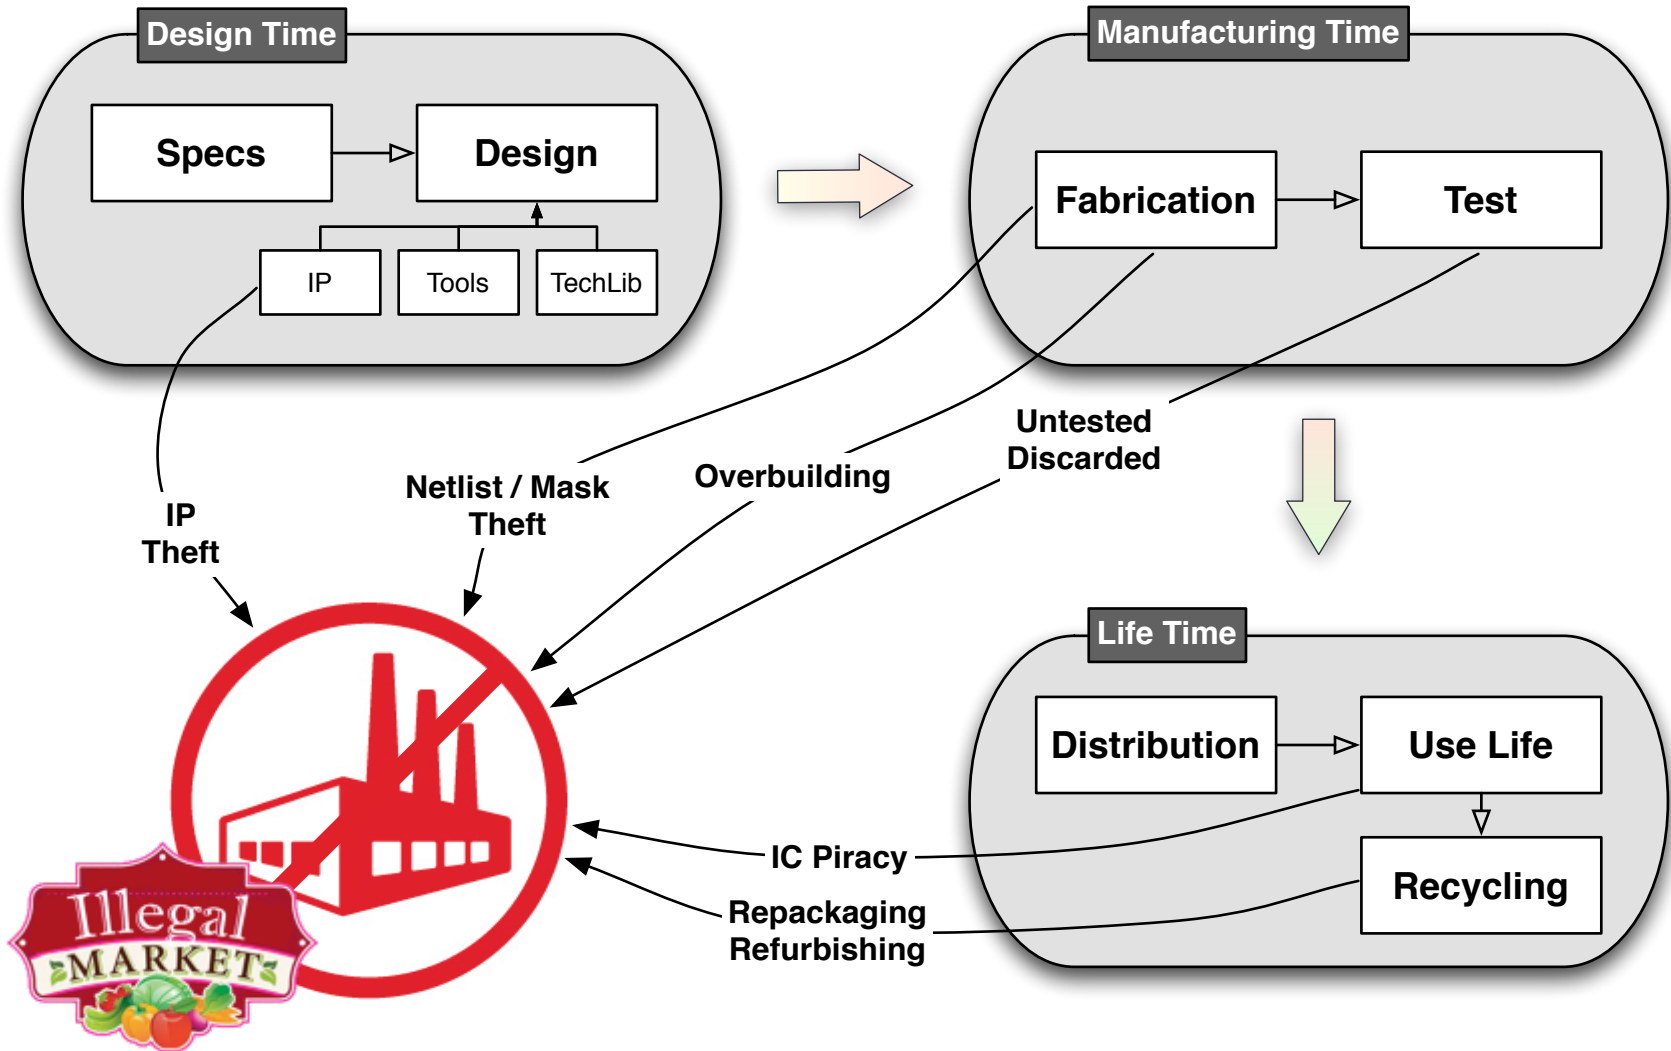 Design Time
Specs
Design
IP
Tools
TechLib
Manufacturing Time
Fabrication
Test
IP
Theft
Netlist / Mask
Theft
Overbuilding
Untested
Discarded
Life Time
Distribution
Use Life
Recycling
IC Piracy
Repackaging
Refurbishing
Illegal
MARKET